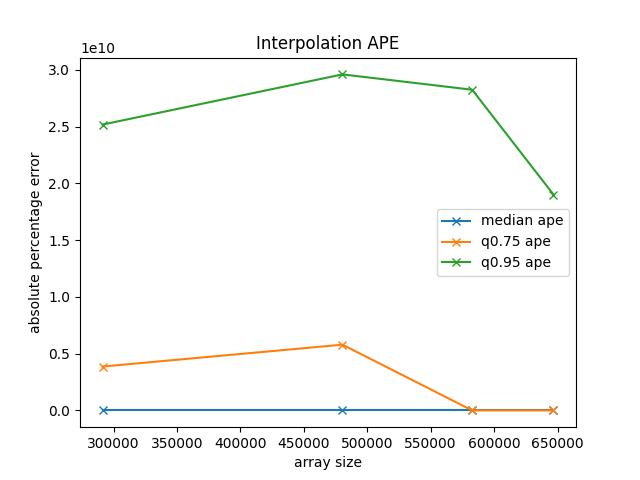 Interpolation APE
1e10
3.0
2.5
2.0
1.5
1.0
0.5
0.0
absolute percentage error
median ape
q0.75 ape
q0.95 ape
300000 350000 400000 450000 500000 550000 600000 650000
array size